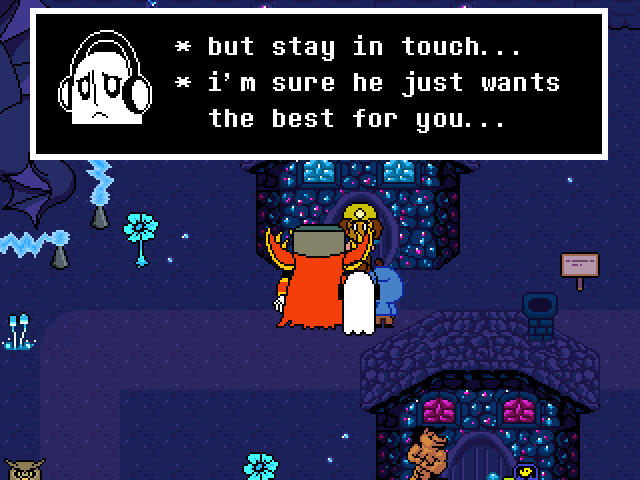 * but stay in touch...
* i'm sure he just wants
the best for you...